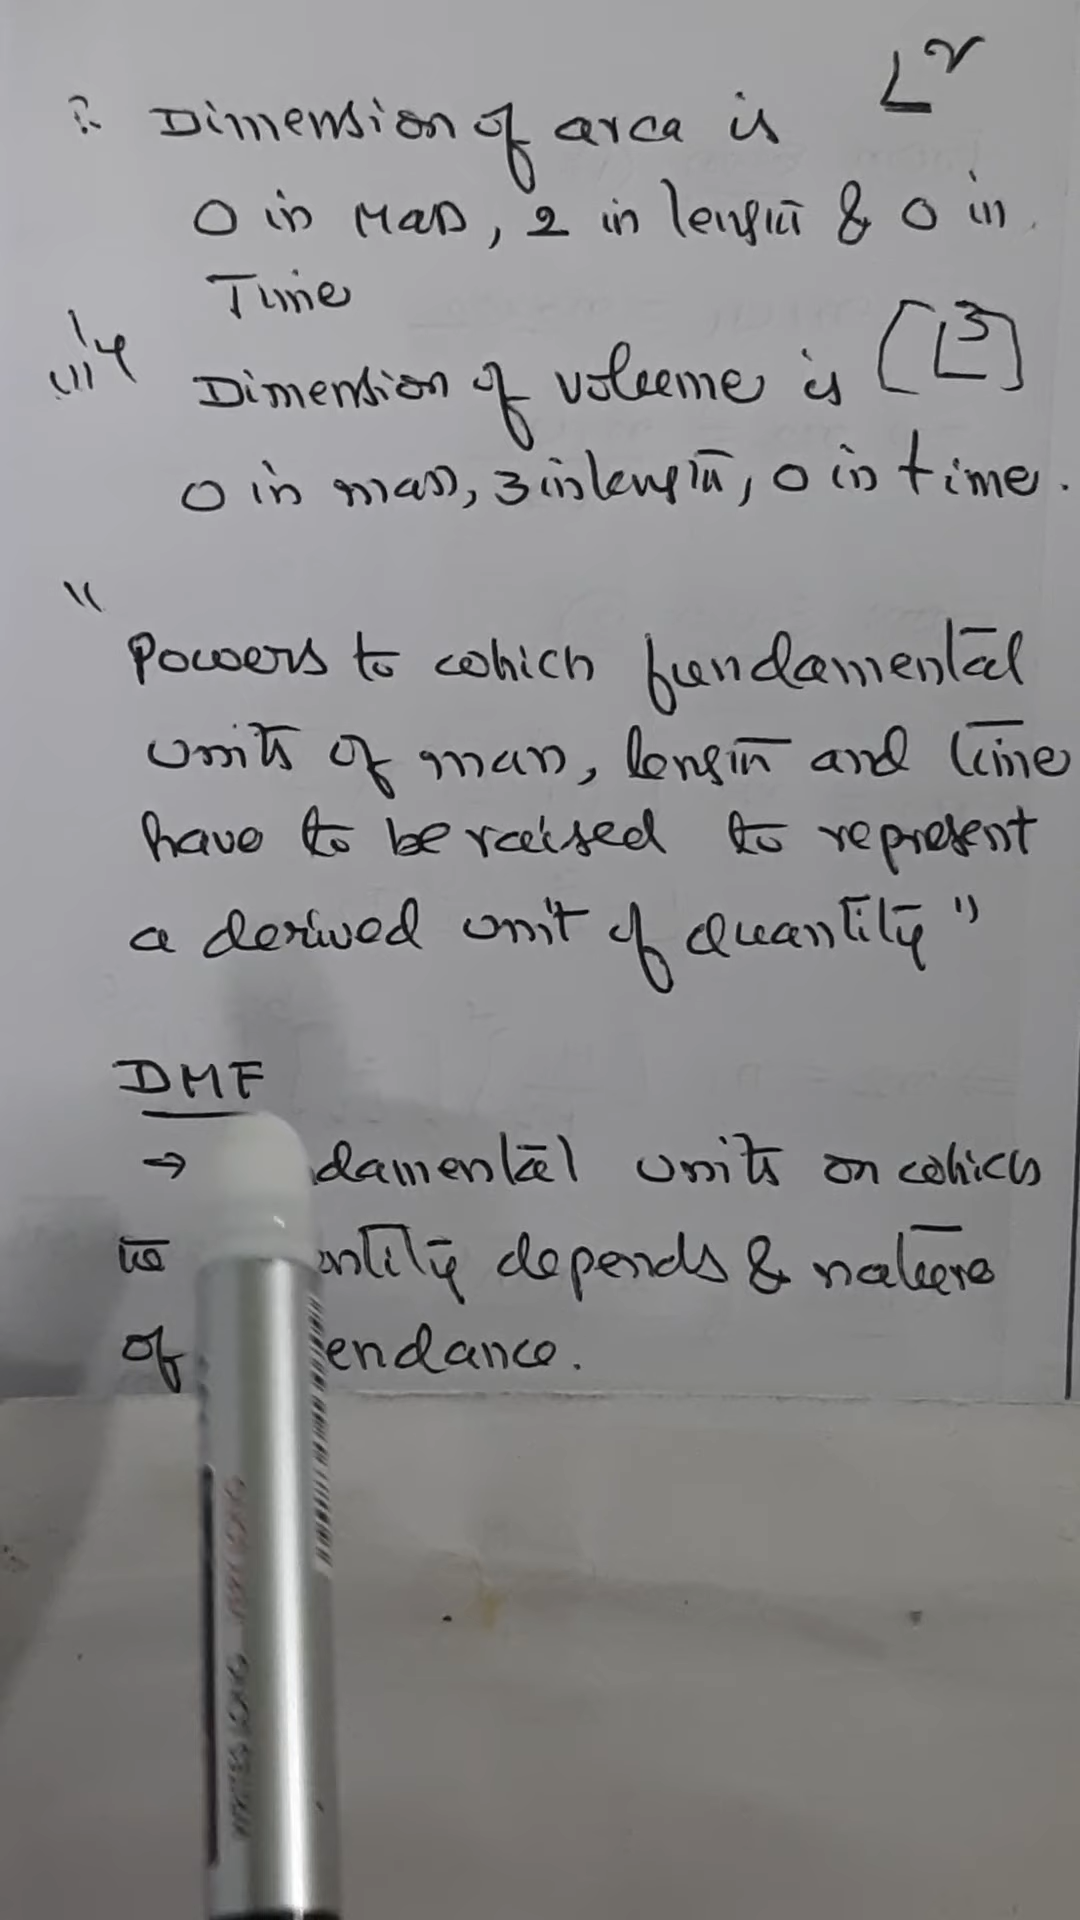 ∴ Dimension of area is L²
0 in Mass, 2 in length & 0 in
Time
|||ly Dimension of volume is [L³]
0 in mass, 3 in length, 0 in time.
"
Powers to which fundamental
units of mass, length and time
have to be raised to represent
a derived unit of quantity"
DMF
→ damental units on which
ntity depends & nature
of endance.